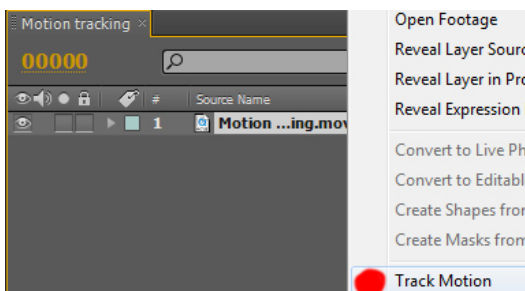 Motion tracking ×
00000
# Source Name
1 Motion ...ing.mov
Open Footage
Reveal Layer Sour
Reveal Layer in Pro
Reveal Expression
Convert to Live Ph
Convert to Editabl
Create Shapes from
Create Masks from
Track Motion